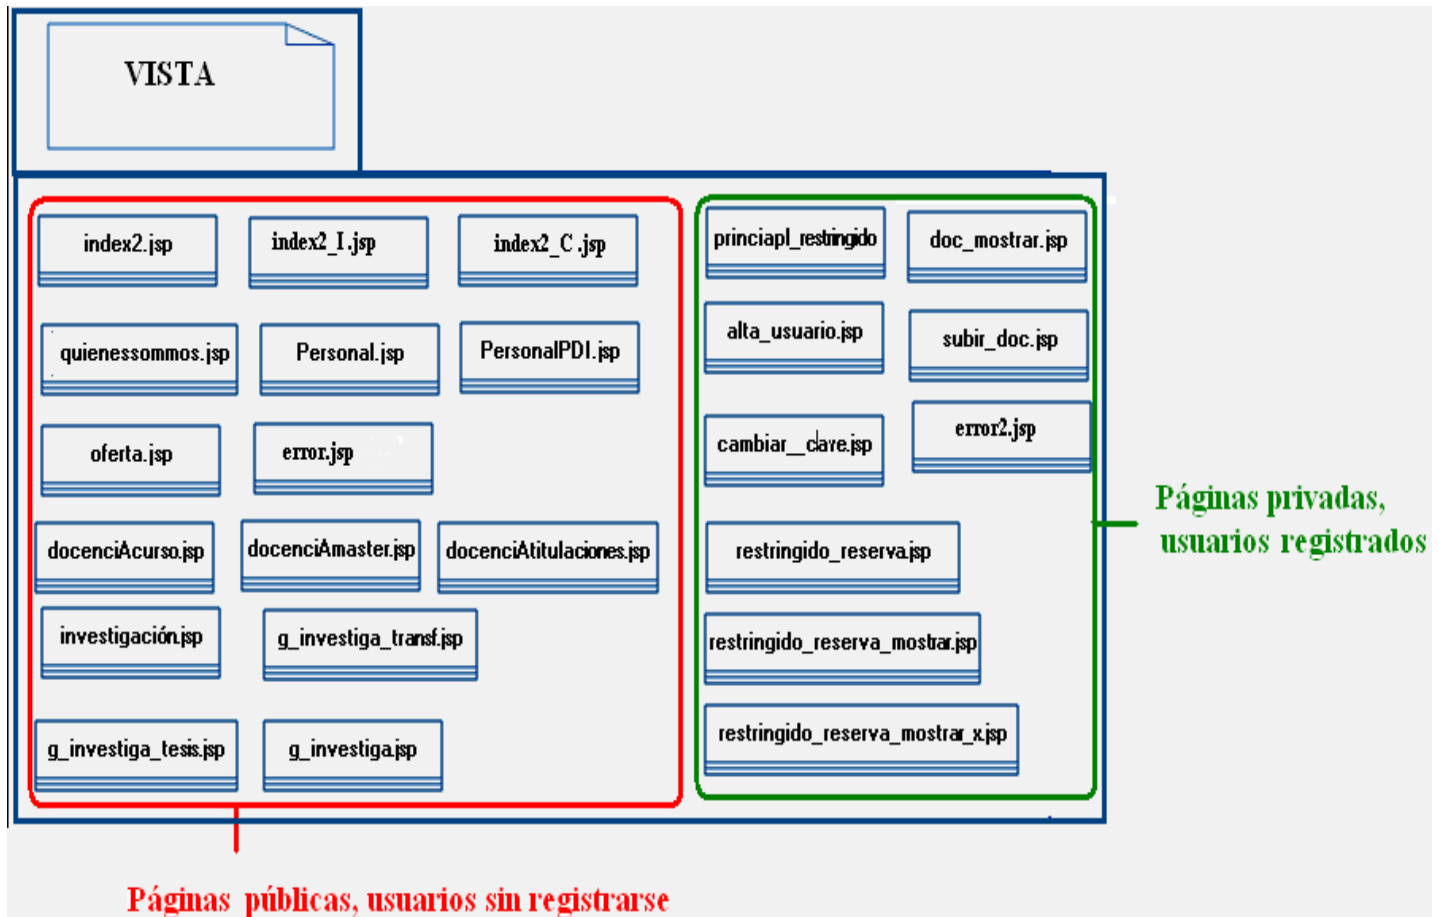 VISTA
index2.jsp
index2_I.jsp
index2_C .jsp
quienessommos.jsp
Personal.jsp
PersonalPDI.jsp
oferta.jsp
error.jsp
docenciAcurso.jsp
docenciAmaster.jsp
docenciAtitulaciones.jsp
investigación.jsp
g_investiga_transf.jsp
g_investiga_tesis.jsp
g_investiga.jsp
princiapl_restringido
doc_mostrar.jsp
alta_usuario.jsp
subir_doc.jsp
cambiar__clave.jsp
error2.jsp
restringido_reserva.jsp
restringido_reserva_mostrar.jsp
restringido_reserva_mostrar_x.jsp
Páginas privadas,
usuarios registrados
Páginas públicas, usuarios sin registrarse